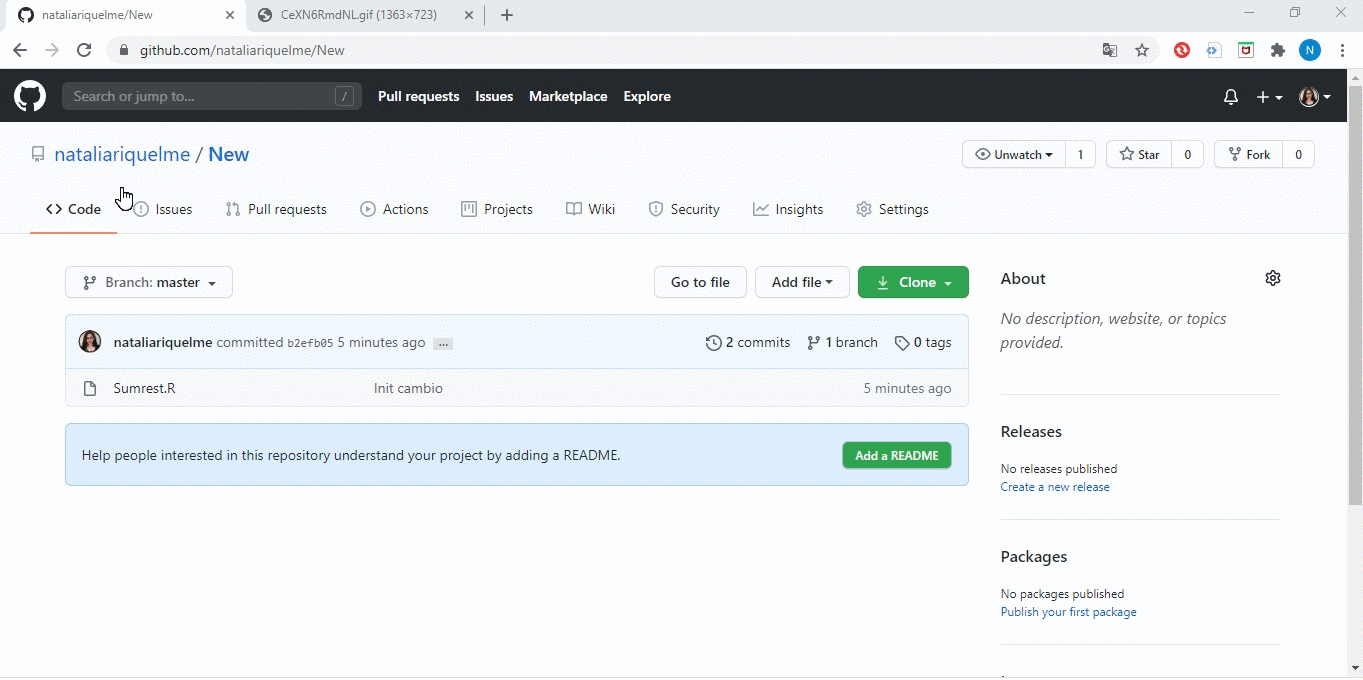 nataliariquelme/New
CeXN6RmdNL.gif (1363×723)
github.com/nataliariquelme/New
N
Search or jump to...
/
Pull requests
Issues
Marketplace
Explore
nataliariquelme / New
Unwatch
1
Star
0
Fork
0
Code
Issues
Pull requests
Actions
Projects
Wiki
Security
Insights
Settings
Branch: master
Go to file
Add file
Clone
nataliariquelme committed b2efb05 5 minutes ago ...
2 commits
1 branch
0 tags
Sumrest.R
Init cambio
5 minutes ago
Help people interested in this repository understand your project by adding a README.
Add a README
About
No description, website, or topics
provided.
Releases
No releases published
Create a new release
Packages
No packages published
Publish your first package